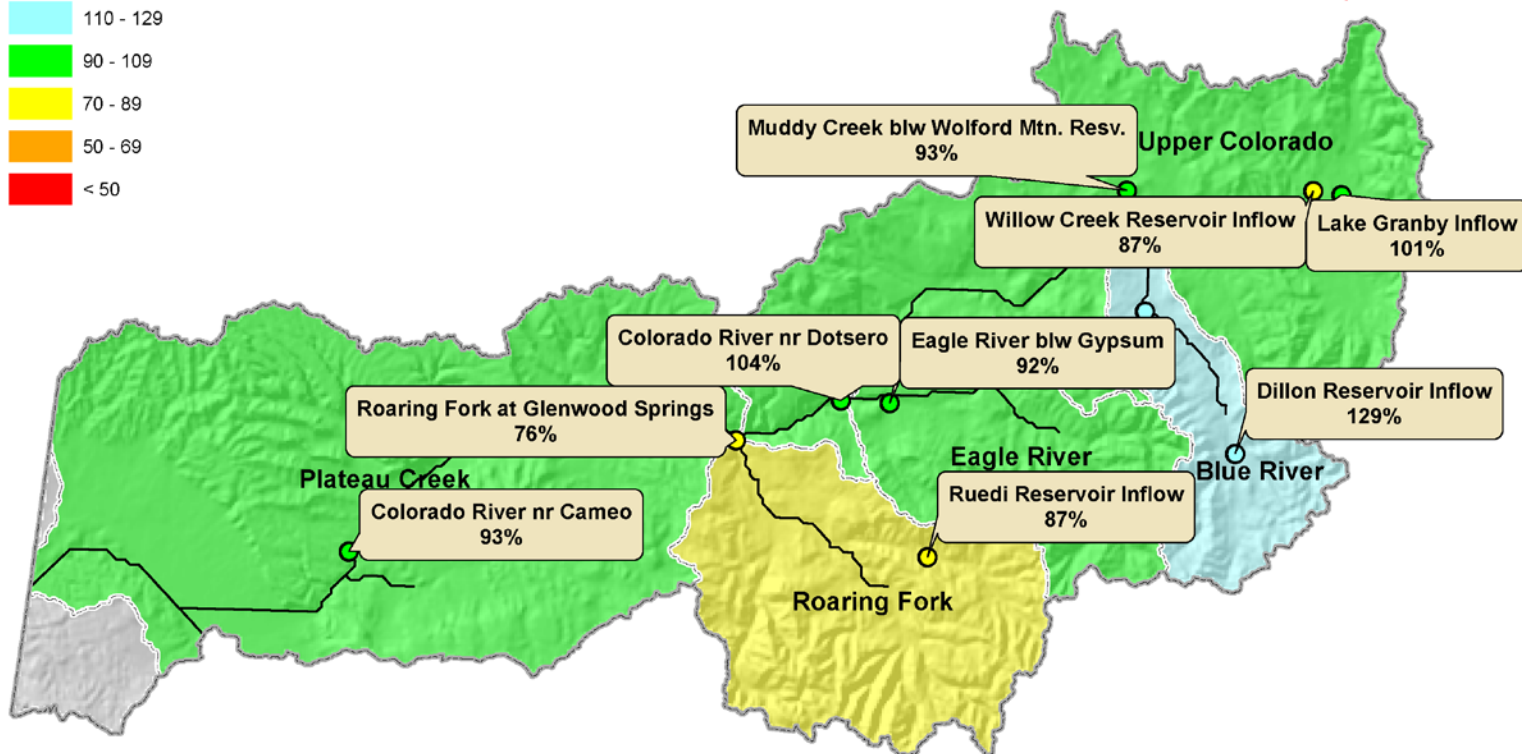 110 - 129
90 - 109
70 - 89
50 - 69
< 50
Muddy Creek blw Wolford Mtn. Resv.
93%
Upper Colorado
Willow Creek Reservoir Inflow
87%
Lake Granby Inflow
101%
Colorado River nr Dotsero
104%
Eagle River blw Gypsum
92%
Roaring Fork at Glenwood Springs
76%
Dillon Reservoir Inflow
129%
Eagle River
Blue River
Plateau Creek
Colorado River nr Cameo
93%
Ruedi Reservoir Inflow
87%
Roaring Fork